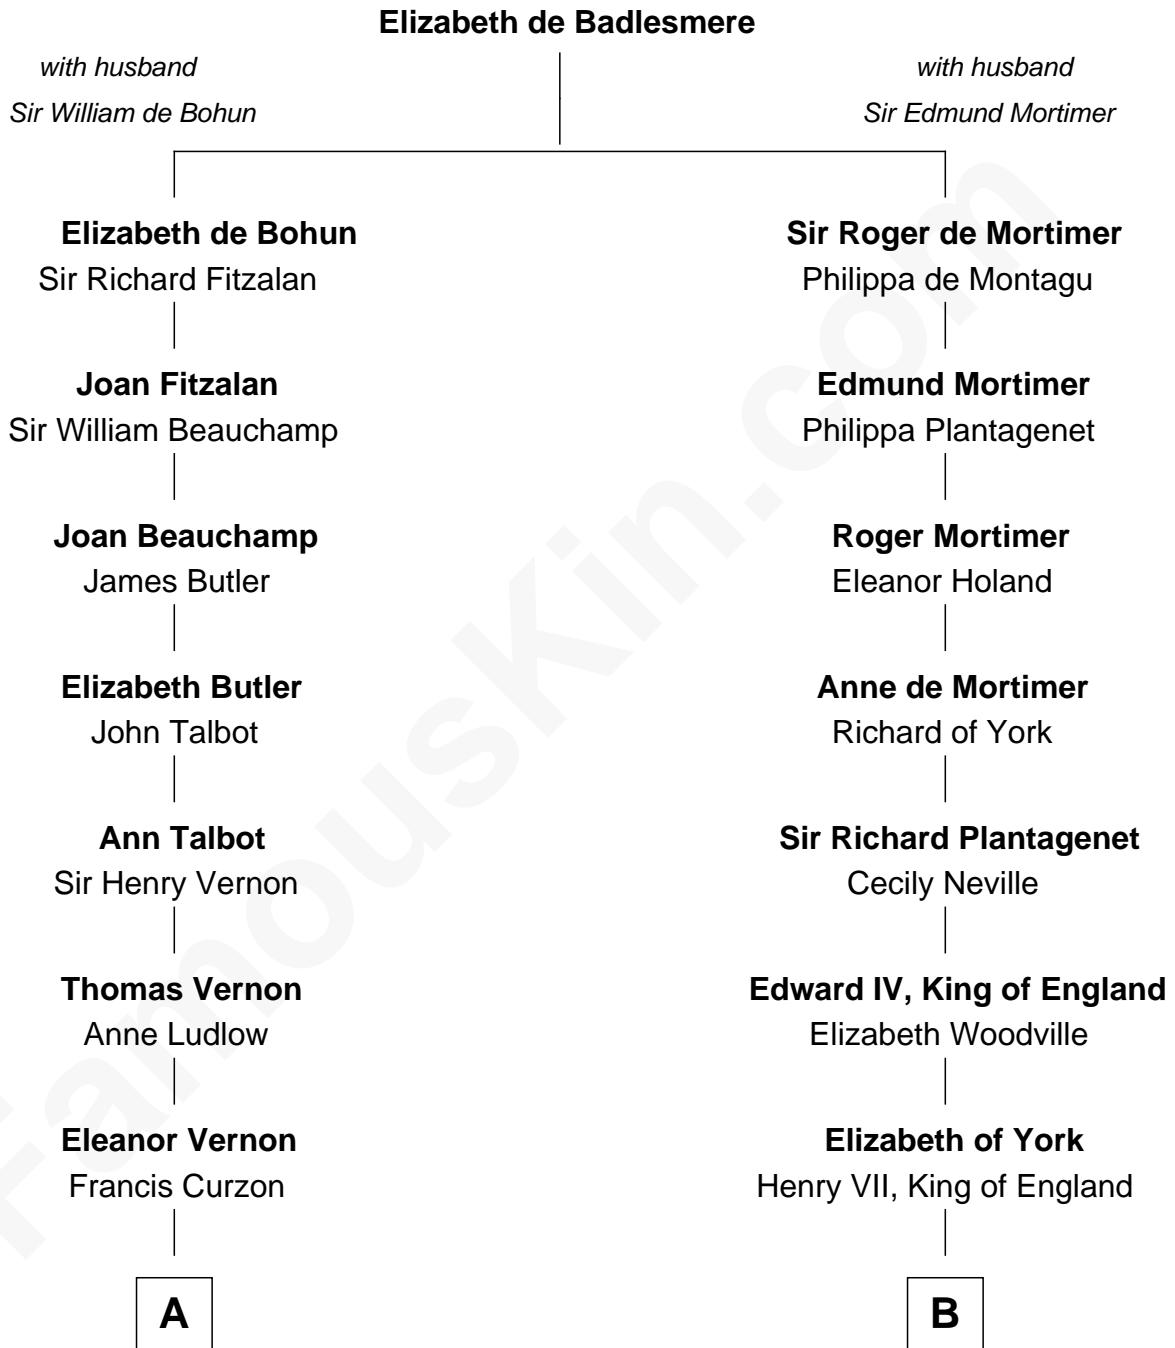 Elizabeth de Badlesmere
with husband
Sir William de Bohun
with husband
Sir Edmund Mortimer
Elizabeth de Bohun
Sir Richard Fitzalan
Joan Fitzalan
Sir William Beauchamp
Joan Beauchamp
James Butler
Elizabeth Butler
John Talbot
Ann Talbot
Sir Henry Vernon
Thomas Vernon
Anne Ludlow
Eleanor Vernon
Francis Curzon
A
Sir Roger de Mortimer
Philippa de Montagu
Edmund Mortimer
Philippa Plantagenet
Roger Mortimer
Eleanor Holand
Anne de Mortimer
Richard of York
Sir Richard Plantagenet
Cecily Neville
Edward IV, King of England
Elizabeth Woodville
Elizabeth of York
Henry VII, King of England
B
FamousKin.com